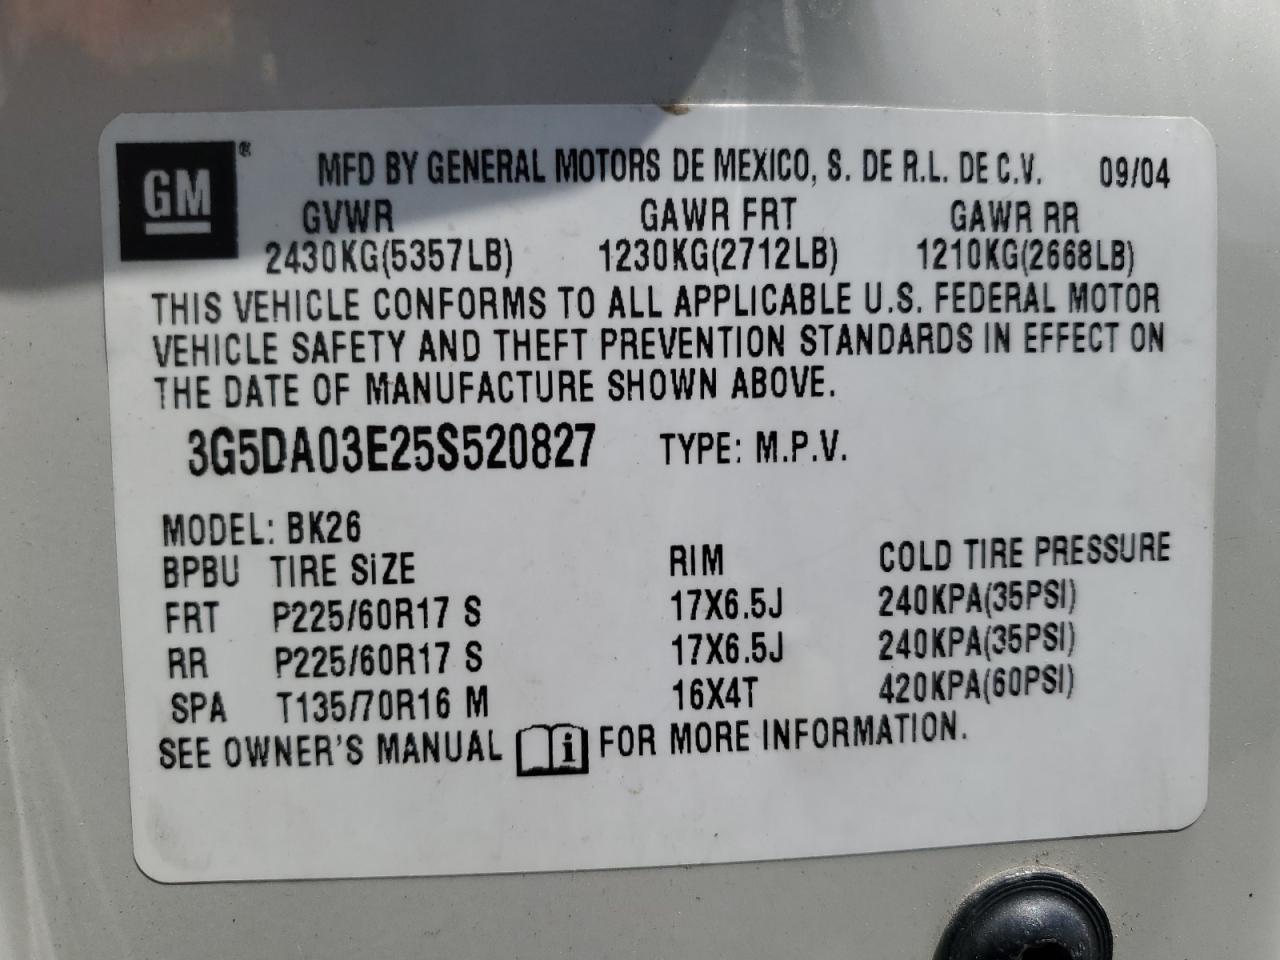 GM®
MFD BY GENERAL MOTORS DE MEXICO, S. DE R.L. DE C.V. 09/04
GVWR GAWR FRT GAWR RR
2430KG(5357LB) 1230KG(2712LB) 1210KG(2668LB)
THIS VEHICLE CONFORMS TO ALL APPLICABLE U.S. FEDERAL MOTOR
VEHICLE SAFETY AND THEFT PREVENTION STANDARDS IN EFFECT ON
THE DATE OF MANUFACTURE SHOWN ABOVE.
3G5DA03E25S520827 TYPE: M.P.V.
MODEL: BK26
BPBU TIRE SiZE RIM COLD TIRE PRESSURE
FRT P225/60R17 S 17X6.5J 240KPA(35PSI)
RR P225/60R17 S 17X6.5J 240KPA(35PSI)
SPA T135/70R16 M 16X4T 420KPA(60PSI)
SEE OWNER'S MANUAL i FOR MORE INFORMATION.